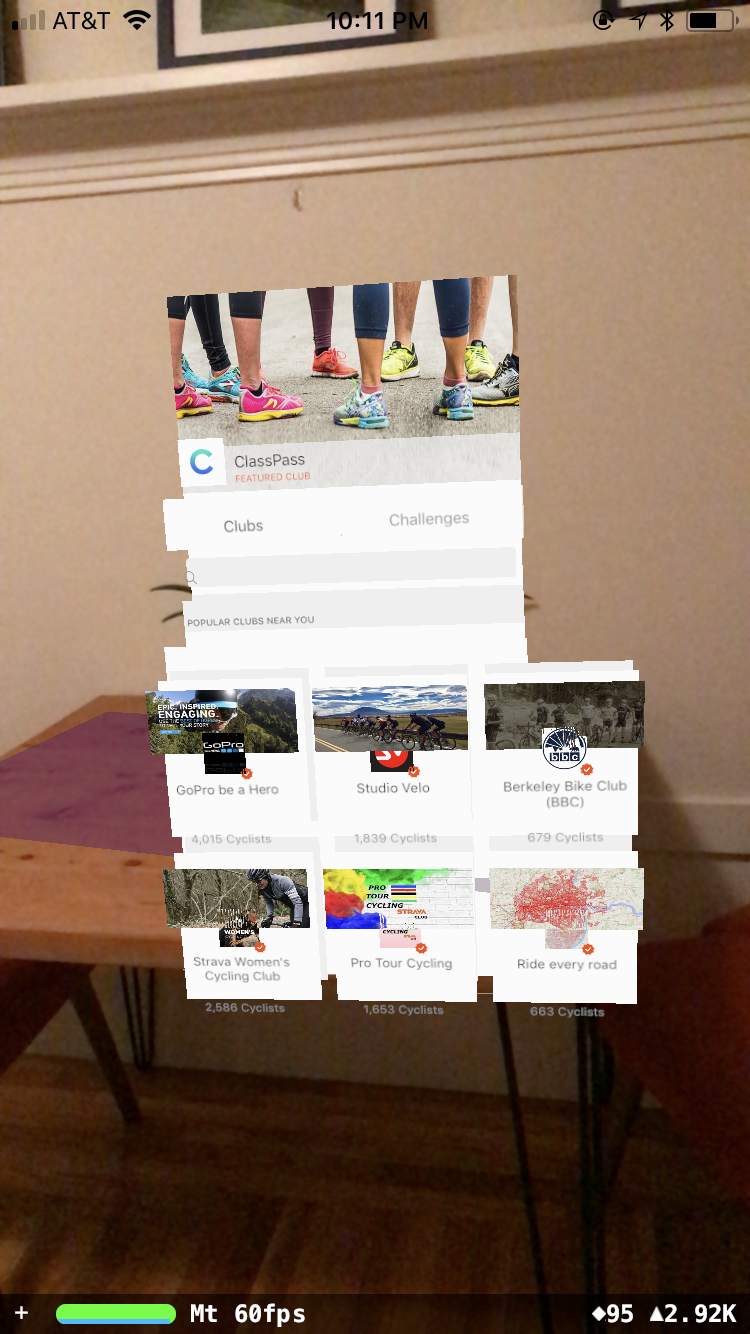 AT&T 10:11 PM
ClassPass
FEATURED CLUB
Clubs Challenges
POPULAR CLUBS NEAR YOU
EPIC. INSPIRED.
ENGAGING.
YOUR STORY
GoPro
GoPro be a Hero
4,015 Cyclists
Studio Velo
1,839 Cyclists
bbc
Berkeley Bike Club
(BBC)
679 Cyclists
WOMEN'S
Strava Women's
Cycling Club
2,586 Cyclists
PRO
TOUR
CYCLING
STRAVA
CLUB
CYCLING
Pro Tour Cycling
1,653 Cyclists
Ride every road
663 Cyclists
+ Mt 60fps ◆95 ▲2.92K